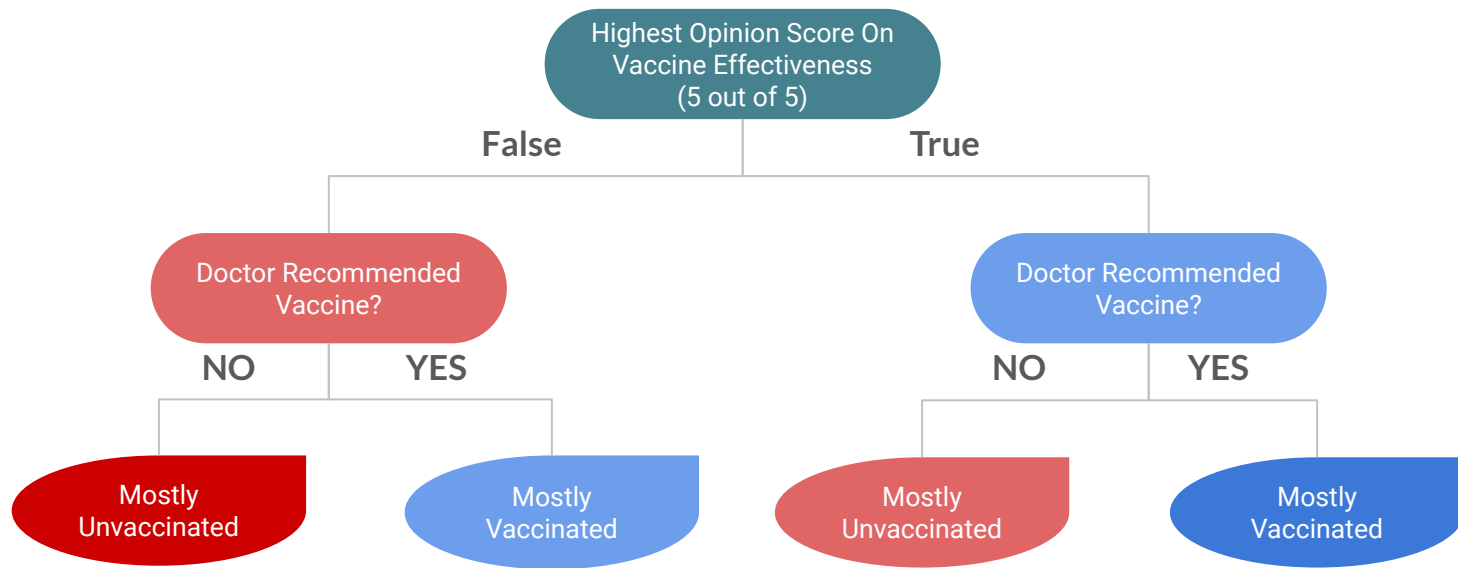 Highest Opinion Score On
Vaccine Effectiveness
(5 out of 5)
False
True
Doctor Recommended
Vaccine?
Doctor Recommended
Vaccine?
NO
YES
NO
YES
Mostly
Unvaccinated
Mostly
Vaccinated
Mostly
Unvaccinated
Mostly
Vaccinated